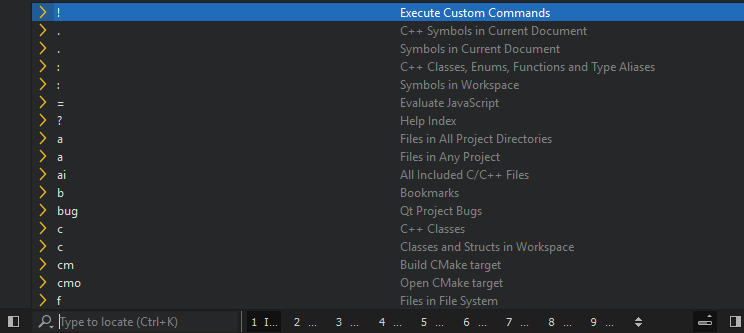 ! Execute Custom Commands
. C++ Symbols in Current Document
. Symbols in Current Document
: C++ Classes, Enums, Functions and Type Aliases
: Symbols in Workspace
= Evaluate JavaScript
? Help Index
a Files in All Project Directories
a Files in Any Project
ai All Included C/C++ Files
b Bookmarks
bug Qt Project Bugs
c C++ Classes
c Classes and Structs in Workspace
cm Build CMake target
cmo Open CMake target
f Files in File System
Type to locate (Ctrl+K) 1 I... 2 ... 3 ... 4 ... 5 ... 6 ... 7 ... 8 ... 9 ...